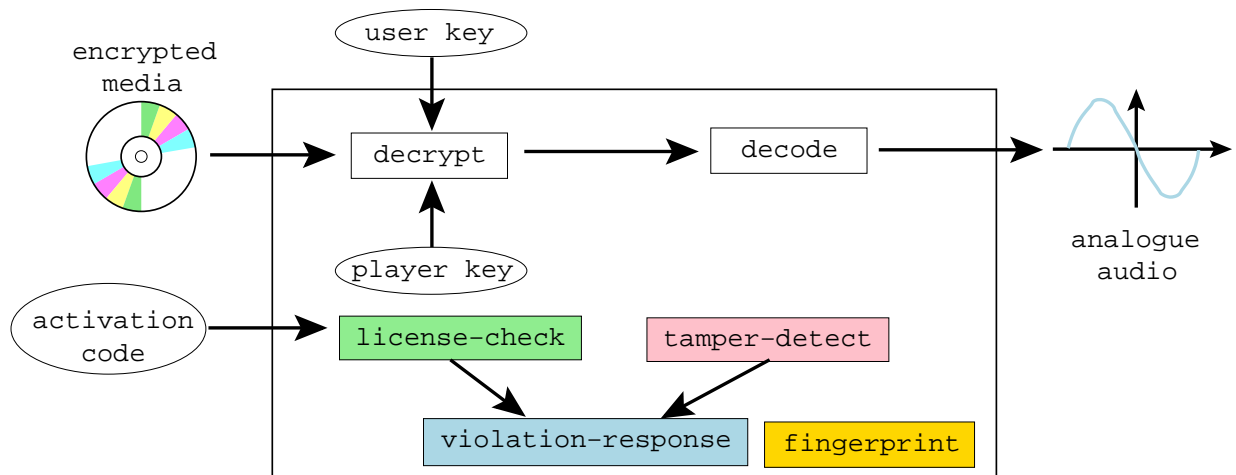 user key
encrypted
media
decrypt
decode
player key
analogue
audio
activation
code
license-check
tamper-detect
violation-response
fingerprint